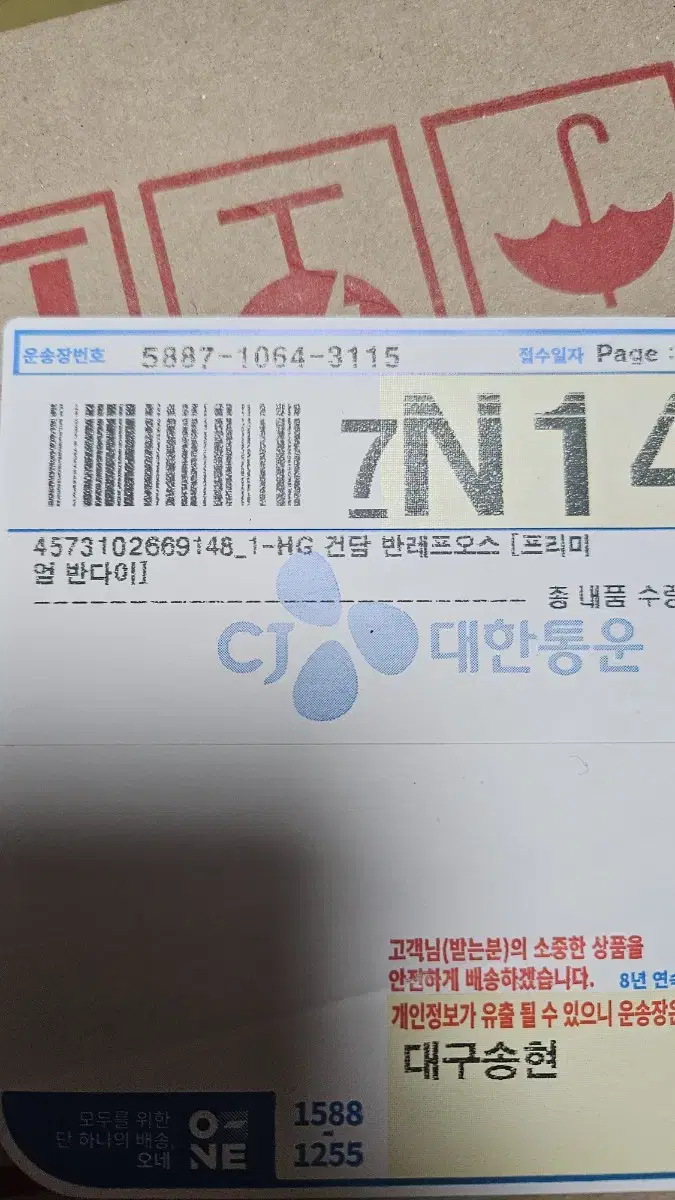 운송장번호 5887-1064-3115 접수일자 Page :
7N14
4573102669148_1-HG 건담 반레프오스 [프리미
엄 반다이]
총 내품 수량
CJ 대한통운
고객님(받는분)의 소중한 상품을
안전하게 배송하겠습니다. 8년 연속
개인정보가 유출 될 수 있으니 운송장은
대구송현
모두를 위한
단 하나의 배송,
오네
O-NE
1588
-
1255